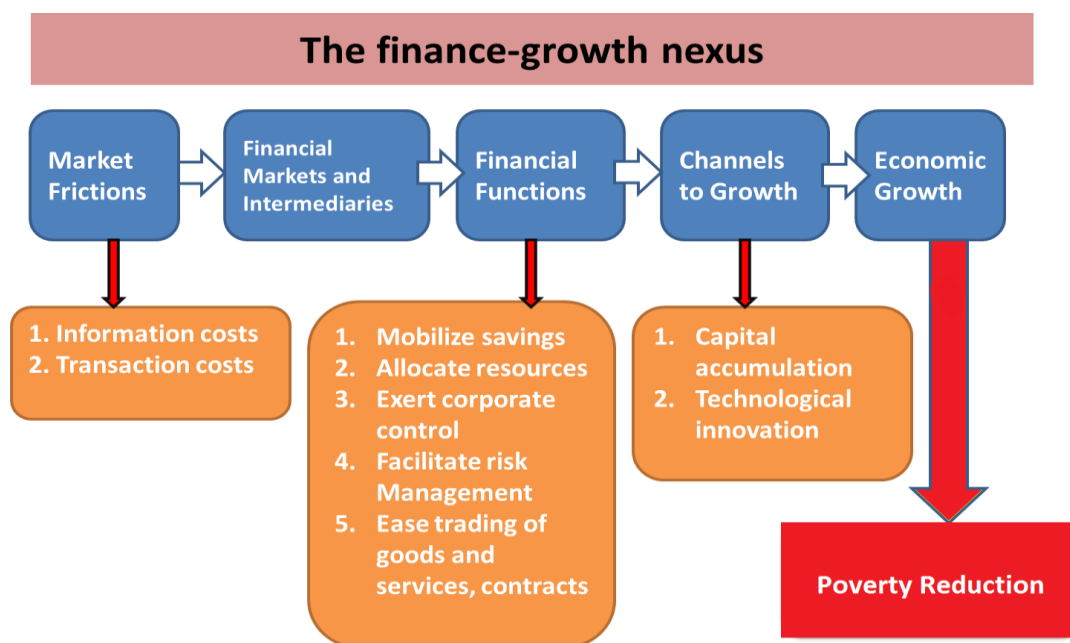 The finance-growth nexus
Market
Frictions
Financial
Markets and
Intermediaries
Financial
Functions
Channels
to Growth
Economic
Growth
1. Information costs
2. Transaction costs
1. Mobilize savings
2. Allocate resources
3. Exert corporate
control
4. Facilitate risk
Management
5. Ease trading of
goods and
services, contracts
1. Capital
accumulation
2. Technological
innovation
Poverty Reduction